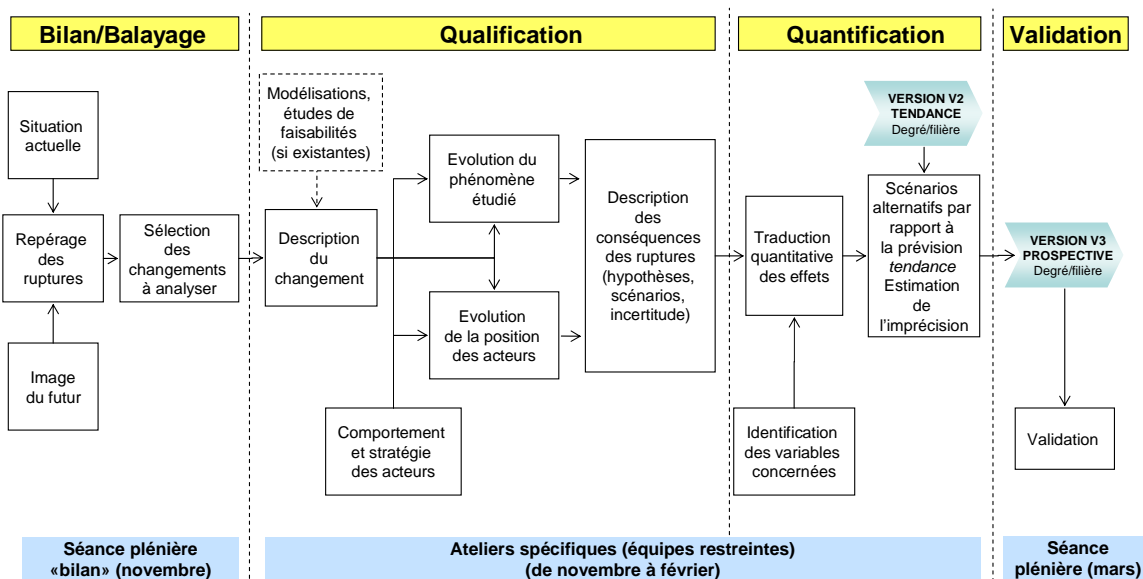 Bilan/Balayage
Qualification
Quantification
Validation
Situation
actuelle
Repérage
des
ruptures
Image
du futur
Sélection
des
changements
à analyser
Modélisations,
études de
faisabilités
(si existantes)
Description
du
changement
Evolution du
phénomène
étudié
Evolution
de la position
des acteurs
Comportement
et stratégie
des acteurs
Description
des
conséquences
des ruptures
(hypothèses,
scénarios,
incertitude)
Traduction
quantitative
des effets
Identification
des variables
concernées
VERSION V2
TENDANCE
Degré/filière
Scénarios
alternatifs par
rapport à
la prévision
tendance
Estimation
de
l’imprécision
VERSION V3
PROSPECTIVE
Degré/filière
Validation
Séance plénière
«bilan» (novembre)
Ateliers spécifiques (équipes restreintes)
(de novembre à février)
Séance
plénière (mars)